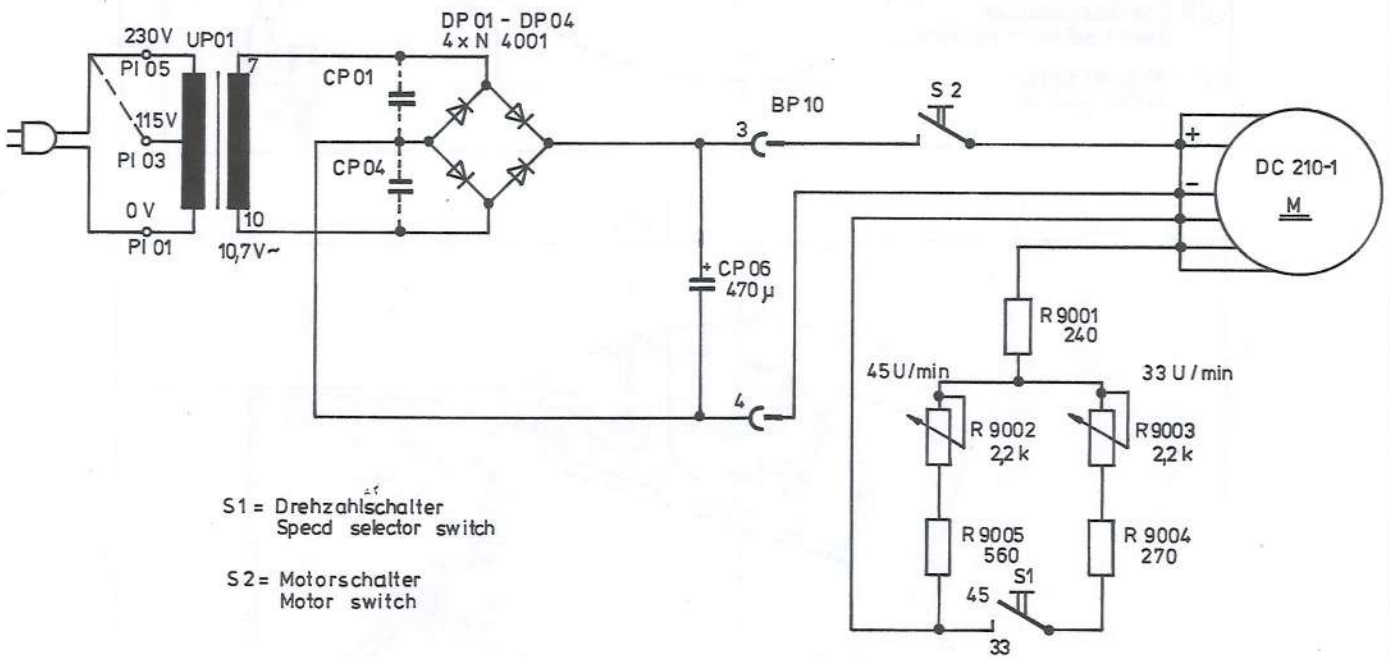 DP 01 - DP 04
4 x N 4001
230 V
UP01
PI 05
7
CP 01
115V
PI 03
CP 04
0 V
PI 01
10
10,7V~
BP 10
3
S 2
+
-
DC 210-1
M
+
CP 06
470 µ
4
R 9001
240
45 U/min
33 U/min
R 9002
2,2 k
R 9003
2,2 k
R 9005
560
R 9004
270
S1
45
33
S1 = Drehzahlschalter
Specd selector switch
S 2 = Motorschalter
Motor switch